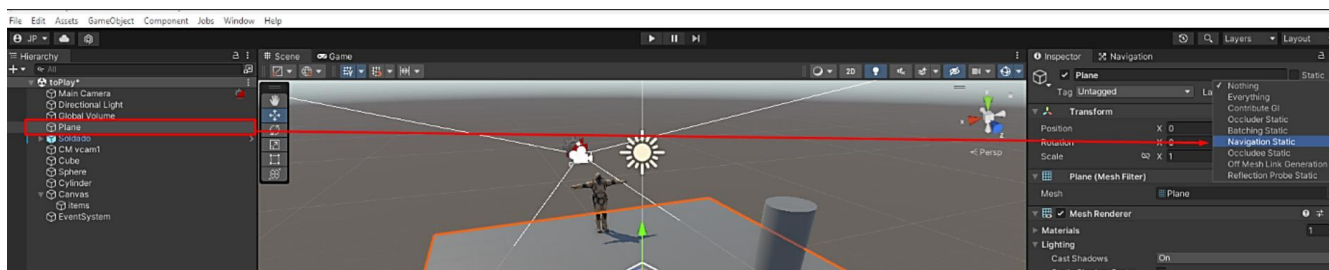 File Edit Assets GameObject Component Jobs Window Help
JP Layers Layout
Hierarchy
All
toPlay*
Main Camera
Directional Light
Global Volume
Plane
Soldado
CM vcam1
Cube
Sphere
Cylinder
Canvas
items
EventSystem
Scene Game
2D
Persp
x
z
Inspector Navigation
Plane Static
Tag Untagged La
Nothing
Everything
Contribute GI
Occluder Static
Batching Static
Navigation Static
Occludee Static
Off Mesh Link Generation
Reflection Probe Static
Transform
Position X 0
Rotation X 0
Scale X 1
Plane (Mesh Filter)
Mesh Plane
Mesh Renderer
Materials 1
Lighting
Cast Shadows On